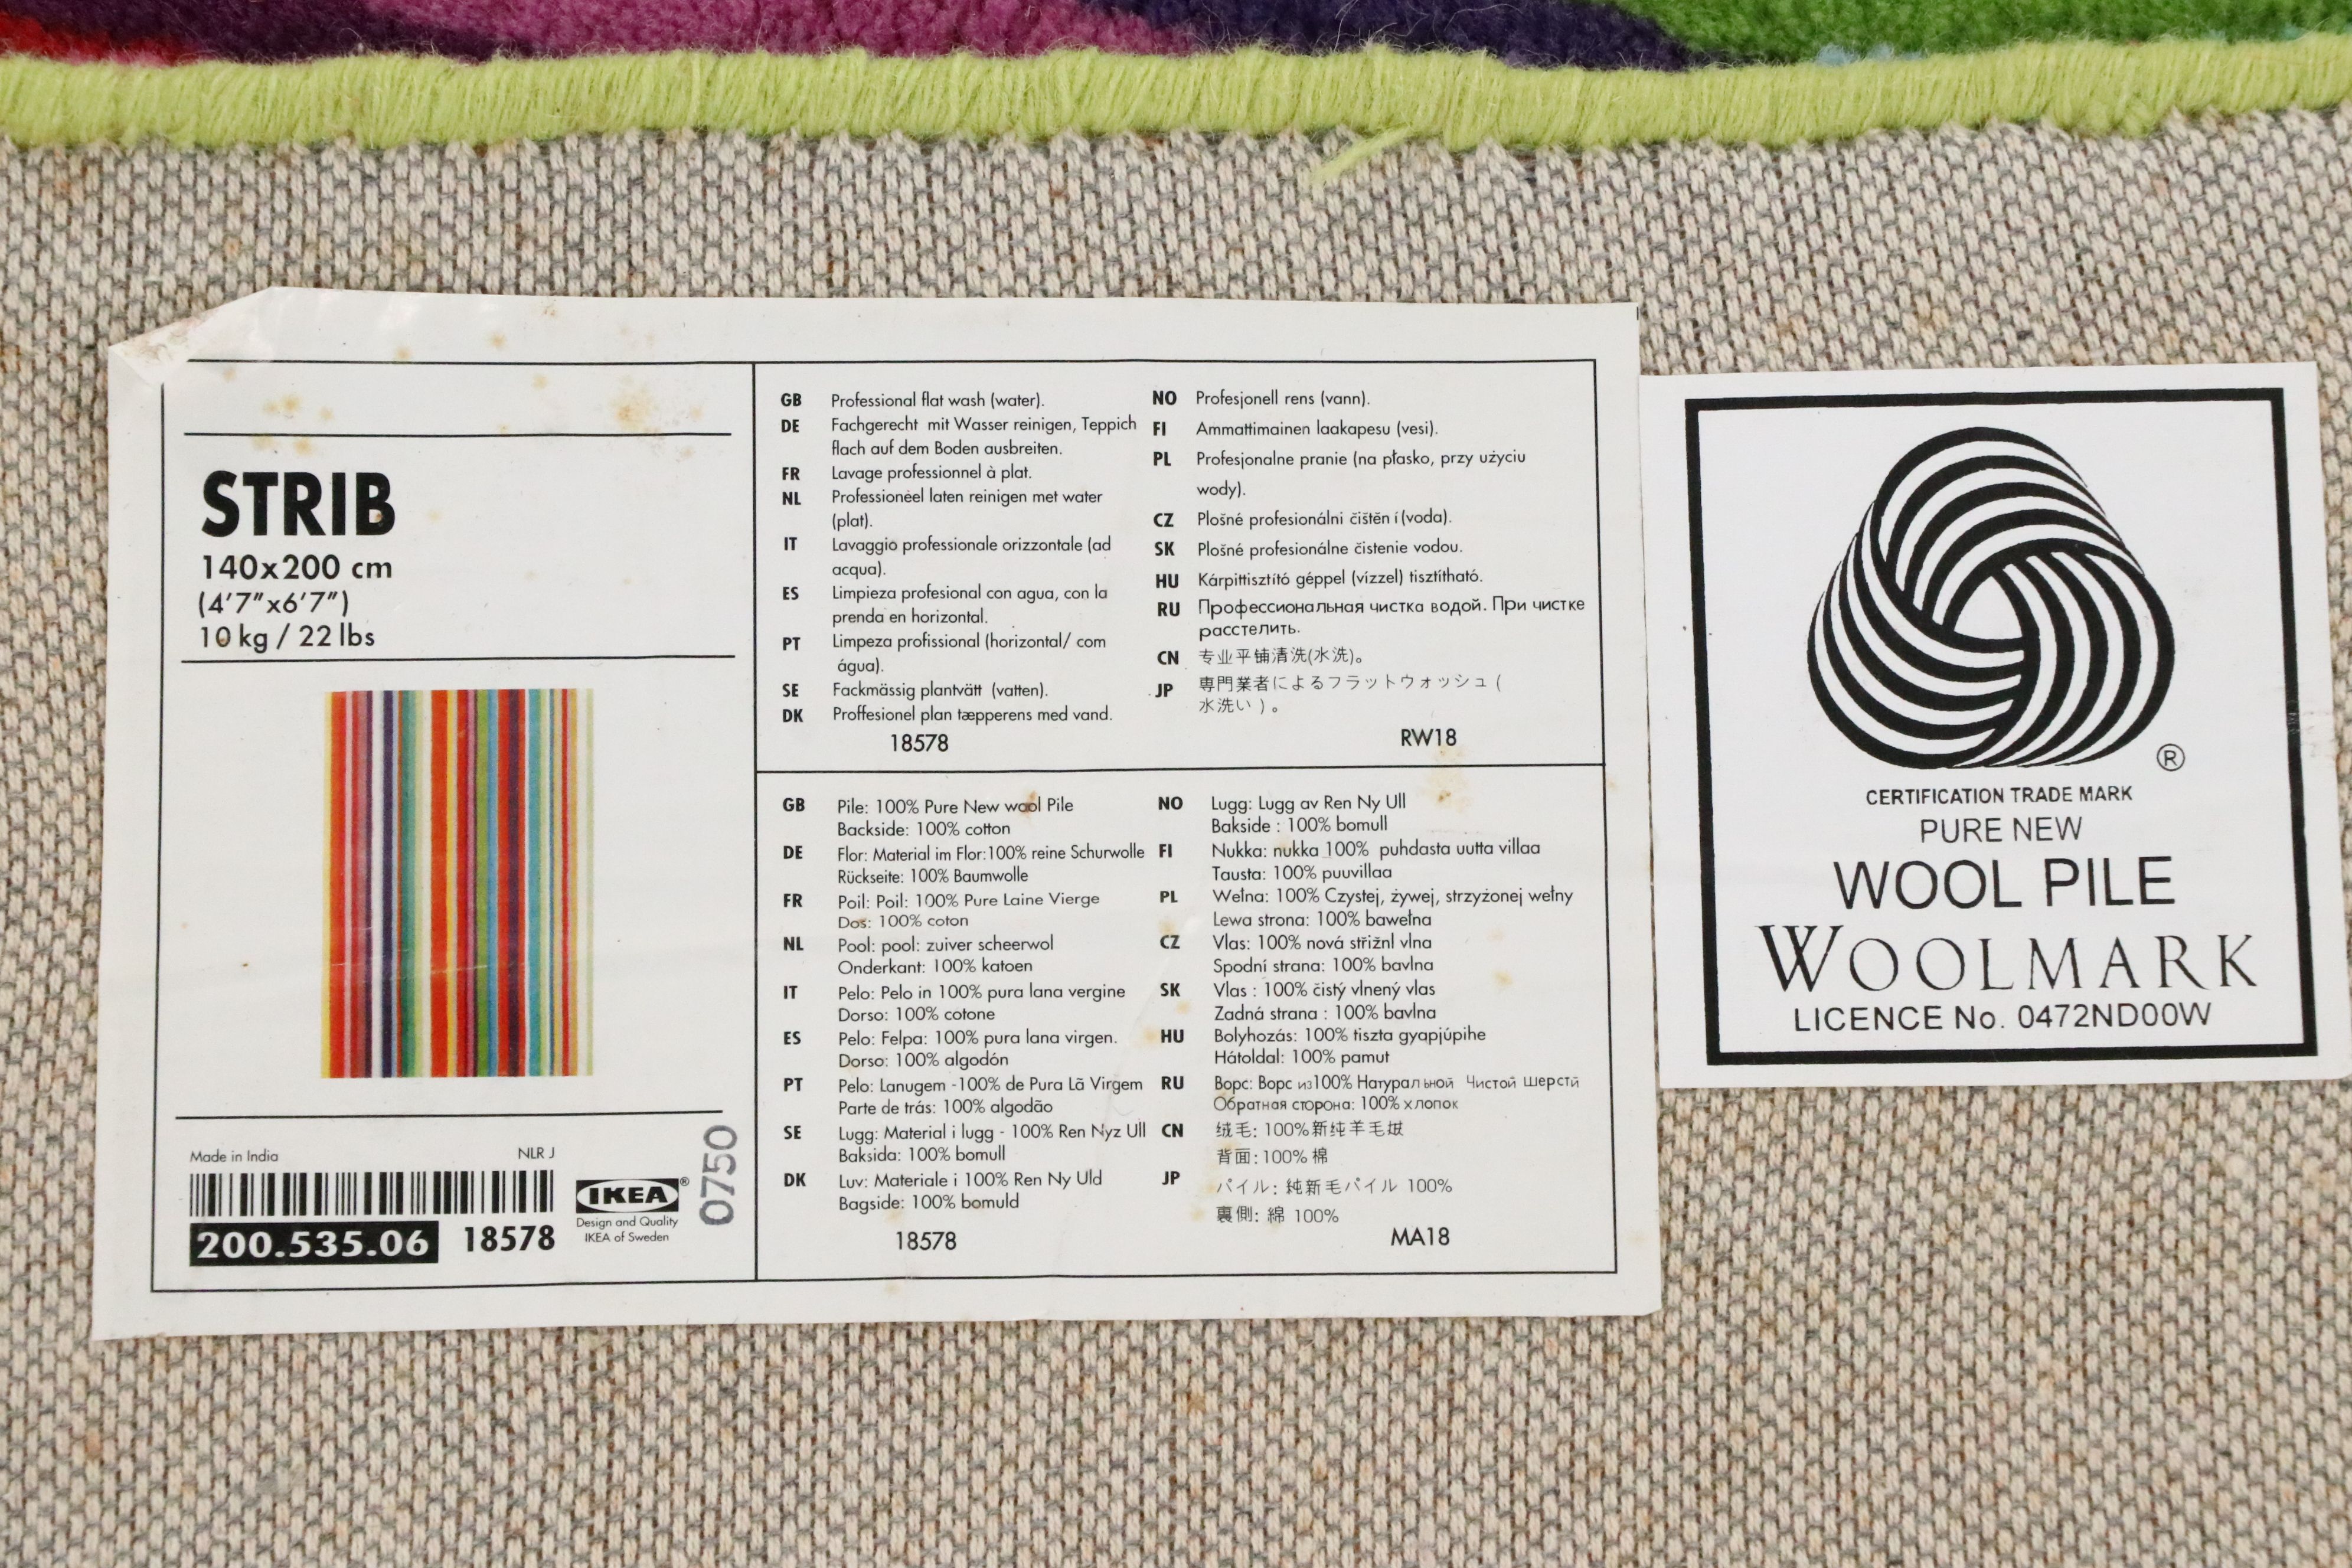 STRIB
140x200 cm
(4'7"x6'7")
10 kg / 22 lbs
Made in India
NLR J
200.535.06
18578
IKEA®
Design and Quality
IKEA of Sweden
0750
GB Professional flat wash (water).
DE Fachgerecht mit Wasser reinigen, Teppich
flach auf dem Boden ausbreiten.
FR Lavage professionnel à plat.
NL Professioneel laten reinigen met water
(plat).
IT Lavaggio professionale orizzontale (ad
acqua).
ES Limpieza profesional con agua, con la
prenda en horizontal.
PT Limpeza profissional (horizontal/ com
água).
SE Fackmässig plantvätt (vatten).
DK Proffesionel plan tæpperens med vand.
18578
NO Profesjonell rens (vann).
FI Ammattimainen laakapesu (vesi).
PL Profesjonalne pranie (na płasko, przy użyciu
wody).
CZ Plošné profesionálni čištěn í (voda).
SK Plošné profesionálne čistenie vodou.
HU Kárpittisztító géppel (vízzel) tisztítható.
RU Профессиональная чистка водой. При чистке
расстелить.
CN 专业平铺清洗(水洗)。
JP 専門業者によるフラットウォッシュ (
水洗い ) 。
RW18
GB Pile: 100% Pure New wool Pile
Backside: 100% cotton
DE Flor: Material im Flor:100% reine Schurwolle
Rückseite: 100% Baumwolle
FR Poil: Poil: 100% Pure Laine Vierge
Dos: 100% coton
NL Pool: pool: zuiver scheerwol
Onderkant: 100% katoen
IT Pelo: Pelo in 100% pura lana vergine
Dorso: 100% cotone
ES Pelo: Felpa: 100% pura lana virgen.
Dorso: 100% algodón
PT Pelo: Lanugem -100% de Pura Lã Virgem
Parte de trás: 100% algodão
SE Lugg: Material i lugg - 100% Ren Nyz Ull
Baksida: 100% bomull
DK Luv: Materiale i 100% Ren Ny Uld
Bagside: 100% bomuld
18578
NO Lugg: Lugg av Ren Ny Ull
Bakside : 100% bomull
FI Nukka: nukka 100% puhdasta uutta villaa
Tausta: 100% puuvillaa
PL Wełna: 100% Czystej, żywej, strzyżonej wełny
Lewa strona: 100% bawełna
CZ Vlas: 100% nová střižnl vlna
Spodní strana: 100% bavlna
SK Vlas : 100% čistý vlnený vlas
Zadná strana : 100% bavlna
HU Bolyhozás: 100% tiszta gyapjúpihe
Hátoldal: 100% pamut
RU Ворс: Ворс из100% Натуральной Чистой Шерсти
Обратная сторона: 100% хлопок
CN 绒毛: 100%新纯羊毛绒
背面: 100% 棉
JP パイル: 純新毛パイル 100%
裏側: 綿 100%
MA18
®
CERTIFICATION TRADE MARK
PURE NEW
WOOL PILE
WOOLMARK
LICENCE No. 0472ND00W